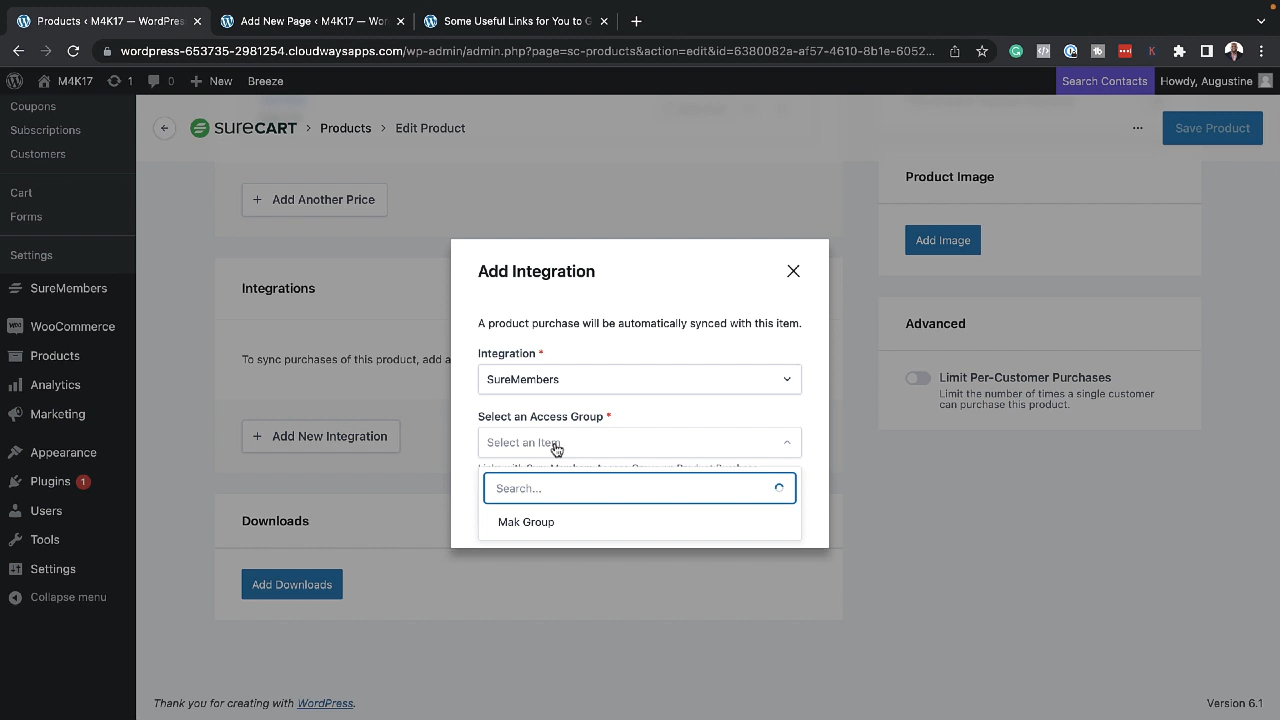 Products ‹ M4K17 — WordPress
Add New Page ‹ M4K17 — Wor
Some Useful Links for You to G
wordpress-653735-2981254.cloudwaysapps.com/wp-admin/admin.php?page=sc-products&action=edit&id=6380082a-af57-4610-8b1e-6052...
M4K17
1
0
New
Breeze
Search Contacts
Howdy, Augustine
Coupons
Subscriptions
Customers
Cart
Forms
Settings
SureMembers
WooCommerce
Products
Analytics
Marketing
Appearance
Plugins 1
Users
Tools
Settings
Collapse menu
SURECART
Products
Edit Product
Save Product
Add Another Price
Integrations
To sync purchases of this product, add a
Add New Integration
Downloads
Add Downloads
Add Integration
A product purchase will be automatically synced with this item.
Integration *
SureMembers
Select an Access Group *
Select an Item
Search...
Mak Group
Product Image
Add Image
Advanced
Limit Per-Customer Purchases
Limit the number of times a single customer
can purchase this product.
Thank you for creating with WordPress.
Version 6.1